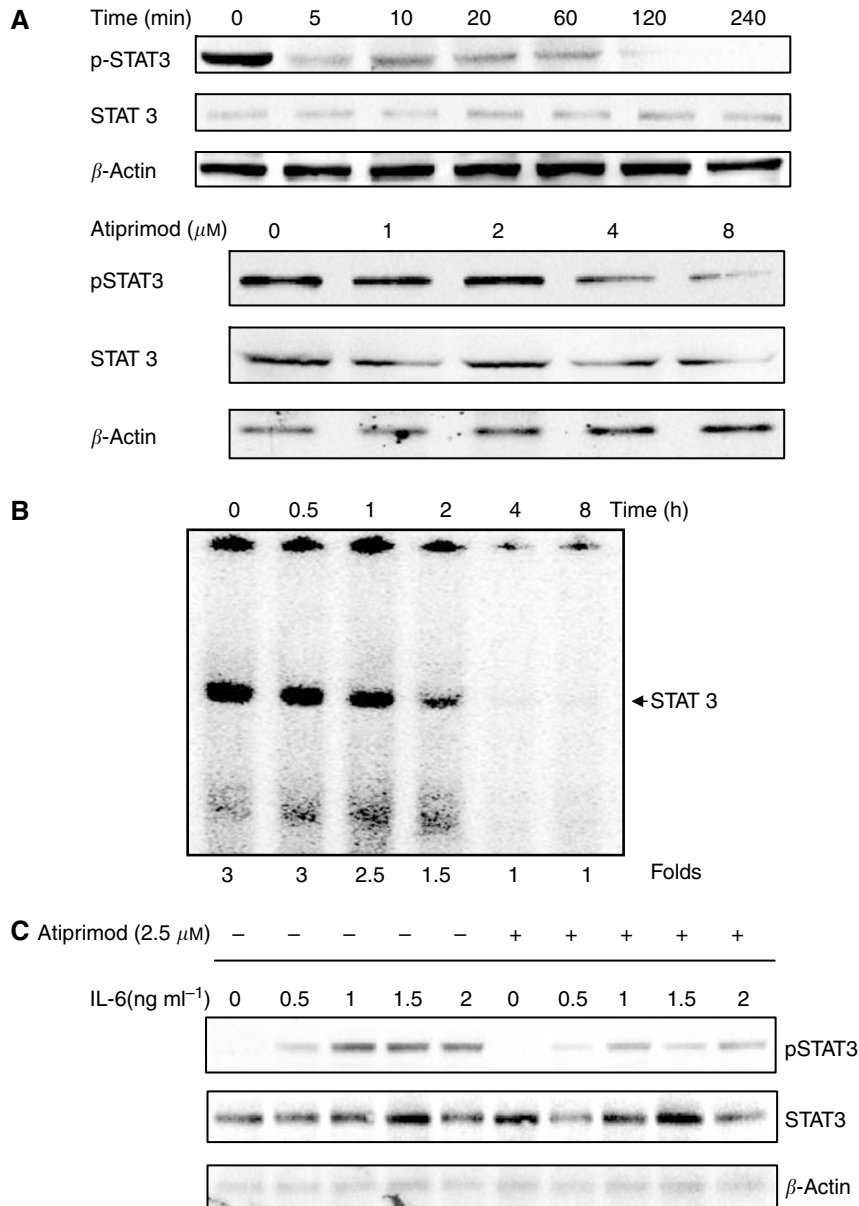 A
Time (min) 0 5 10 20 60 120 240
p-STAT3
STAT 3
β-Actin
Atiprimod (μM) 0 1 2 4 8
pSTAT3
STAT 3
β-Actin
B
0 0.5 1 2 4 8 Time (h)
STAT 3
3 3 2.5 1.5 1 1 Folds
C Atiprimod (2.5 μM) – – – – – + + + + +
IL-6(ng ml⁻¹) 0 0.5 1 1.5 2 0 0.5 1 1.5 2
pSTAT3
STAT3
β-Actin